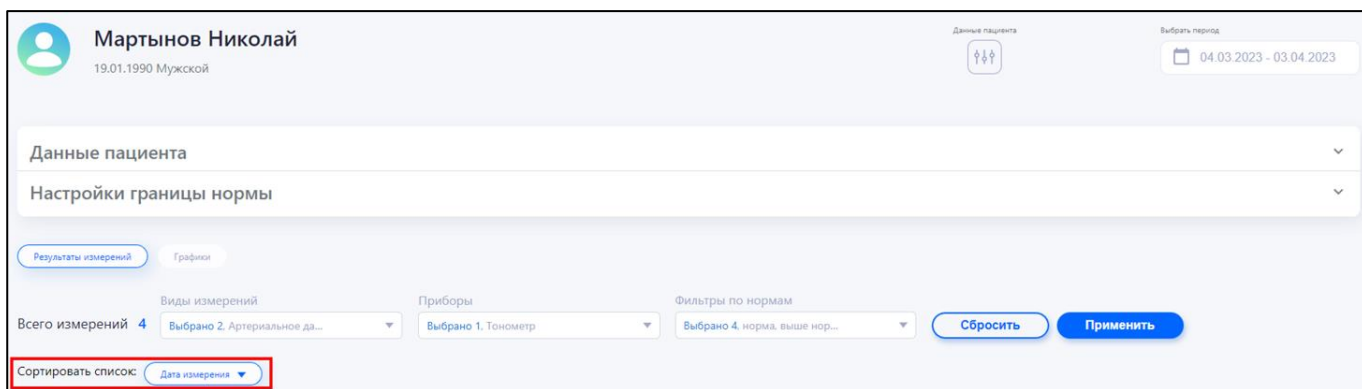 Мартынов Николай
19.01.1990 Мужской
Данные пациента
Выбрать период
04.03.2023 - 03.04.2023
Данные пациента
Настройки границы нормы
Результаты измерений
Графики
Виды измерений
Приборы
Фильтры по нормам
Всего измерений 4
Выбрано 2. Артериальное да...
Выбрано 1. Тонометр
Выбрано 4. норма, выше нор...
Сбросить
Применить
Сортировать список:
Дата измерения